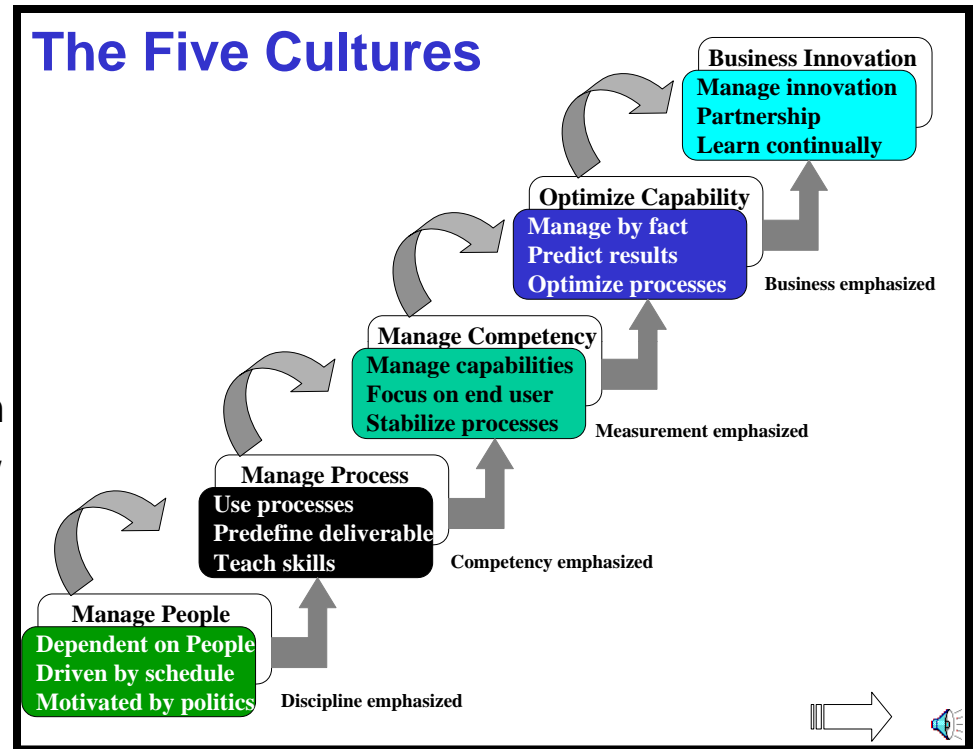 The Five Cultures
Business Innovation
Manage innovation
Partnership
Learn continually
Optimize Capability
Manage by fact
Predict results
Optimize processes
Business emphasized
Manage Competency
Manage capabilities
Focus on end user
Stabilize processes
Measurement emphasized
Manage Process
Use processes
Predefine deliverable
Teach skills
Competency emphasized
Manage People
Dependent on People
Driven by schedule
Motivated by politics
Discipline emphasized